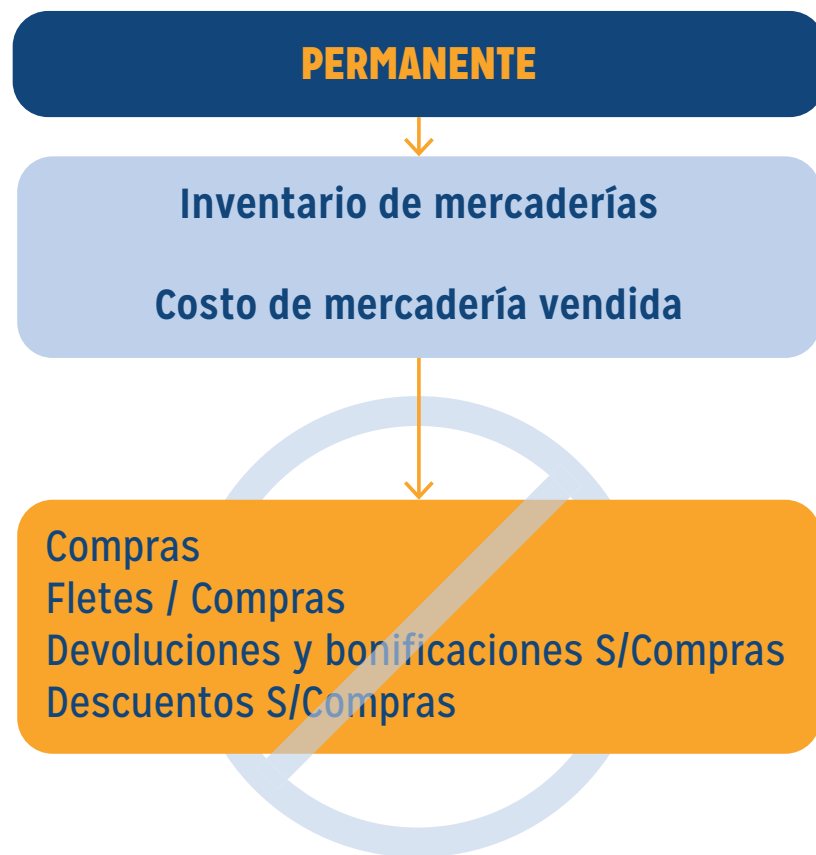 PERMANENTE
Inventario de mercaderías
Costo de mercadería vendida
Compras
Fletes / Compras
Devoluciones y bonificaciones S/Compras
Descuentos S/Compras